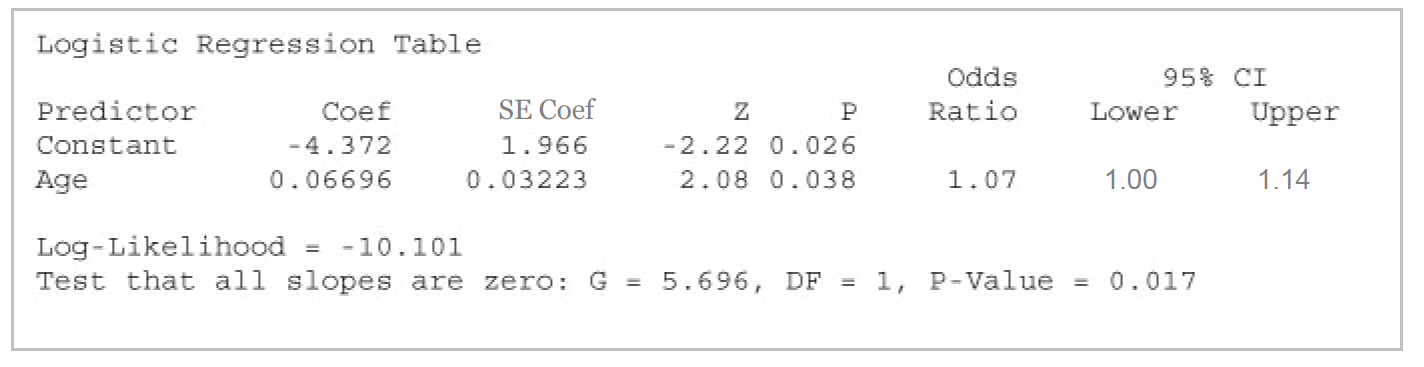 Logistic Regression Table
Odds 95% CI
Predictor Coef SE Coef Z P Ratio Lower Upper
Constant -4.372 1.966 -2.22 0.026
Age 0.06696 0.03223 2.08 0.038 1.07 1.00 1.14
Log-Likelihood = -10.101
Test that all slopes are zero: G = 5.696, DF = 1, P-Value = 0.017